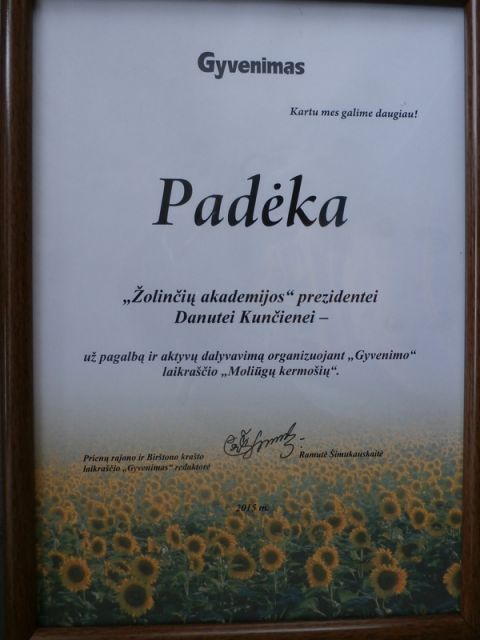 Gyvenimas
Kartu mes galime daugiau!
Padėka
„Žolinčių akademijos“ prezidentei
Danutei Kunčienei –
už pagalbą ir aktyvų dalyvavimą organizuojant „Gyvenimo“
laikraščio „Moliūgų kermošių“.
Prienų rajono ir Birštono krašto
laikraščio „Gyvenimas“ redaktorė
Ramutė Šimukauskaitė
2015 m.